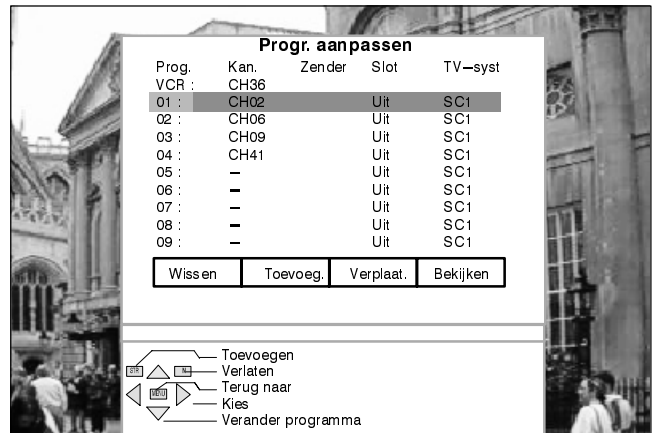 Progr. aanpassen
Prog. Kan. Zender Slot TV-syst
VCR : CH36
01 : CH02 Uit SC1
02 : CH06 Uit SC1
03 : CH09 Uit SC1
04 : CH41 Uit SC1
05 : – Uit SC1
06 : – Uit SC1
07 : – Uit SC1
08 : – Uit SC1
09 : – Uit SC1
Wissen Toevoeg. Verplaat. Bekijken
Toevoegen
STR N Verlaten
MENU Terug naar
Kies
Verander programma